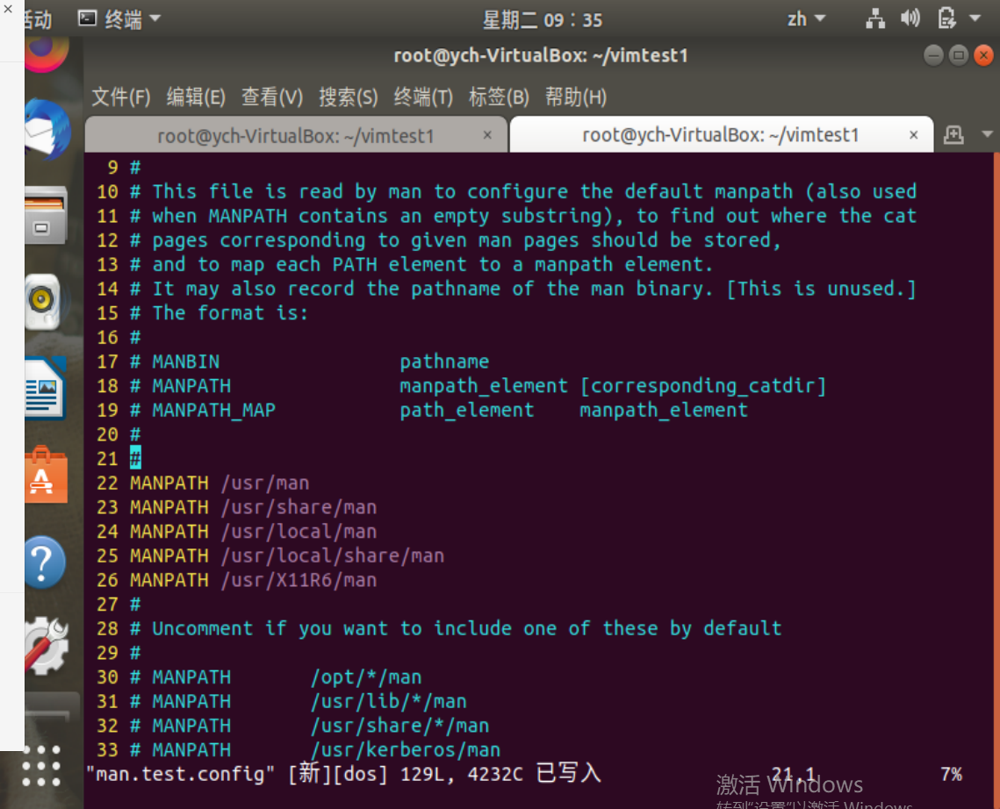 活动 终端 星期二 09：35 zh
root@ych-VirtualBox: ~/vimtest1
文件(F) 编辑(E) 查看(V) 搜索(S) 终端(T) 标签(B) 帮助(H)
root@ych-VirtualBox: ~/vimtest1 × root@ych-VirtualBox: ~/vimtest1 ×
9 #
10 # This file is read by man to configure the default manpath (also used
11 # when MANPATH contains an empty substring), to find out where the cat
12 # pages corresponding to given man pages should be stored,
13 # and to map each PATH element to a manpath element.
14 # It may also record the pathname of the man binary. [This is unused.]
15 # The format is:
16 #
17 # MANBIN pathname
18 # MANPATH manpath_element [corresponding_catdir]
19 # MANPATH_MAP path_element manpath_element
20 #
21 #
22 MANPATH /usr/man
23 MANPATH /usr/share/man
24 MANPATH /usr/local/man
25 MANPATH /usr/local/share/man
26 MANPATH /usr/X11R6/man
27 #
28 # Uncomment if you want to include one of these by default
29 #
30 # MANPATH /opt/*/man
31 # MANPATH /usr/lib/*/man
32 # MANPATH /usr/share/*/man
33 # MANPATH /usr/kerberos/man
"man.test.config" [新][dos] 129L, 4232C 已写入 21,1 7%
激活 Windows
转到"设置"以激活 Windows